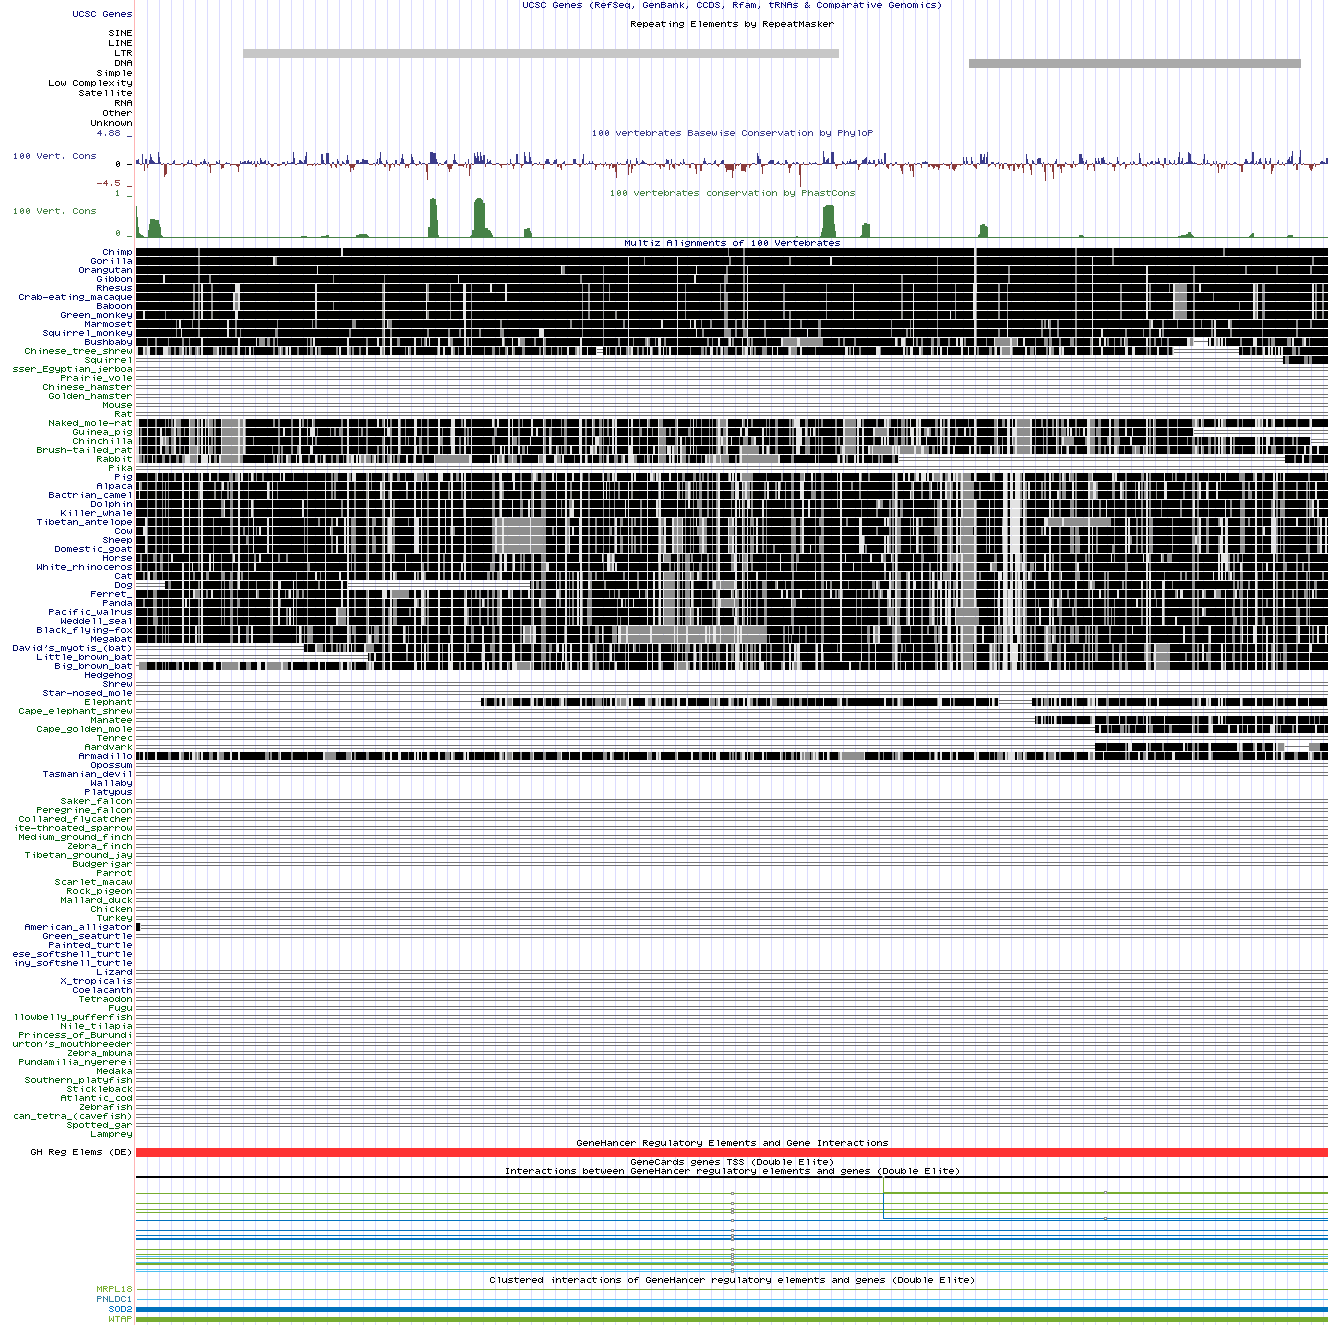 UCSC Genes (RefSeq, GenBank, CCDS, Rfam, tRNAs & Comparative Genomics)
UCSC Genes
Repeating Elements by RepeatMasker
SINE
LINE
LTR
DNA
Simple
Low Complexity
Satellite
RNA
Other
Unknown
4.88 _
100 vertebrates Basewise Conservation by PhyloP
100 Vert. Cons
0
-4.5 _
1 _
100 vertebrates conservation by PhastCons
100 Vert. Cons
0 _
Multiz Alignments of 100 Vertebrates
Chimp
Gorilla
Orangutan
Gibbon
Rhesus
Crab-eating_macaque
Baboon
Green_monkey
Marmoset
Squirrel_monkey
Bushbaby
Chinese_tree_shrew
Squirrel
sser_Egyptian_jerboa
Prairie_vole
Chinese_hamster
Golden_hamster
Mouse
Rat
Naked_mole-rat
Guinea_pig
Chinchilla
Brush-tailed_rat
Rabbit
Pika
Pig
Alpaca
Bactrian_camel
Dolphin
Killer_whale
Tibetan_antelope
Cow
Sheep
Domestic_goat
Horse
White_rhinoceros
Cat
Dog
Ferret_
Panda
Pacific_walrus
Weddell_seal
Black_flying-fox
Megabat
David's_myotis_(bat)
Little_brown_bat
Big_brown_bat
Hedgehog
Shrew
Star-nosed_mole
Elephant
Cape_elephant_shrew
Manatee
Cape_golden_mole
Tenrec
Aardvark
Armadillo
Opossum
Tasmanian_devil
Wallaby
Platypus
Saker_falcon
Peregrine_falcon
Collared_flycatcher
ite-throated_sparrow
Medium_ground_finch
Zebra_finch
Tibetan_ground_jay
Budgerigar
Parrot
Scarlet_macaw
Rock_pigeon
Mallard_duck
Chicken
Turkey
American_alligator
Green_seaturtle
Painted_turtle
ese_softshell_turtle
iny_softshell_turtle
Lizard
X_tropicalis
Coelacanth
Tetraodon
Fugu
llowbelly_pufferfish
Nile_tilapia
Princess_of_Burundi
urton's_mouthbreeder
Zebra_mbuna
Pundamilia_nyererei
Medaka
Southern_platyfish
Stickleback
Atlantic_cod
Zebrafish
can_tetra_(cavefish)
Spotted_gar
Lamprey
GeneHancer Regulatory Elements and Gene Interactions
GH Reg Elems (DE)
GeneCards genes TSS (Double Elite)
Interactions between GeneHancer regulatory elements and genes (Double Elite)
Clustered interactions of GeneHancer regulatory elements and genes (Double Elite)
MRPL18
PNLDC1
SOD2
WTAP